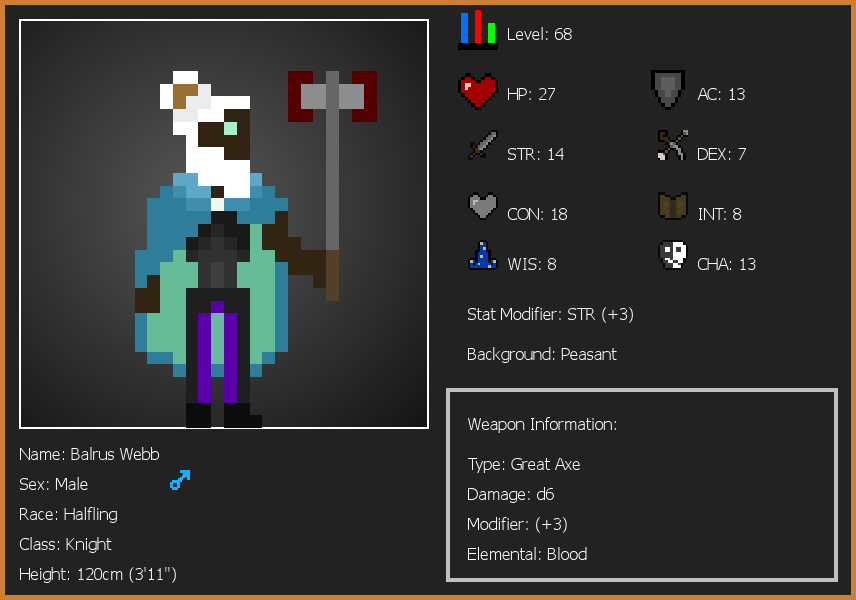 Level: 68
HP: 27
AC: 13
STR: 14
DEX: 7
CON: 18
INT: 8
WIS: 8
CHA: 13
Stat Modifier: STR (+3)
Background: Peasant
Weapon Information:
Type: Great Axe
Damage: d6
Modifier: (+3)
Elemental: Blood
Name: Balrus Webb
Sex: Male
Race: Halfling
Class: Knight
Height: 120cm (3'11")